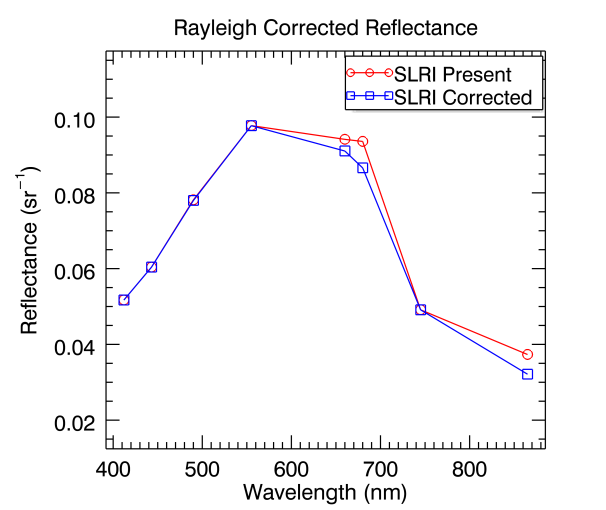 Rayleigh Corrected Reflectance
SLRI Present
SLRI Corrected
0.10
0.08
0.06
0.04
0.02
Reflectance (sr⁻¹)
400 500 600 700 800
Wavelength (nm)